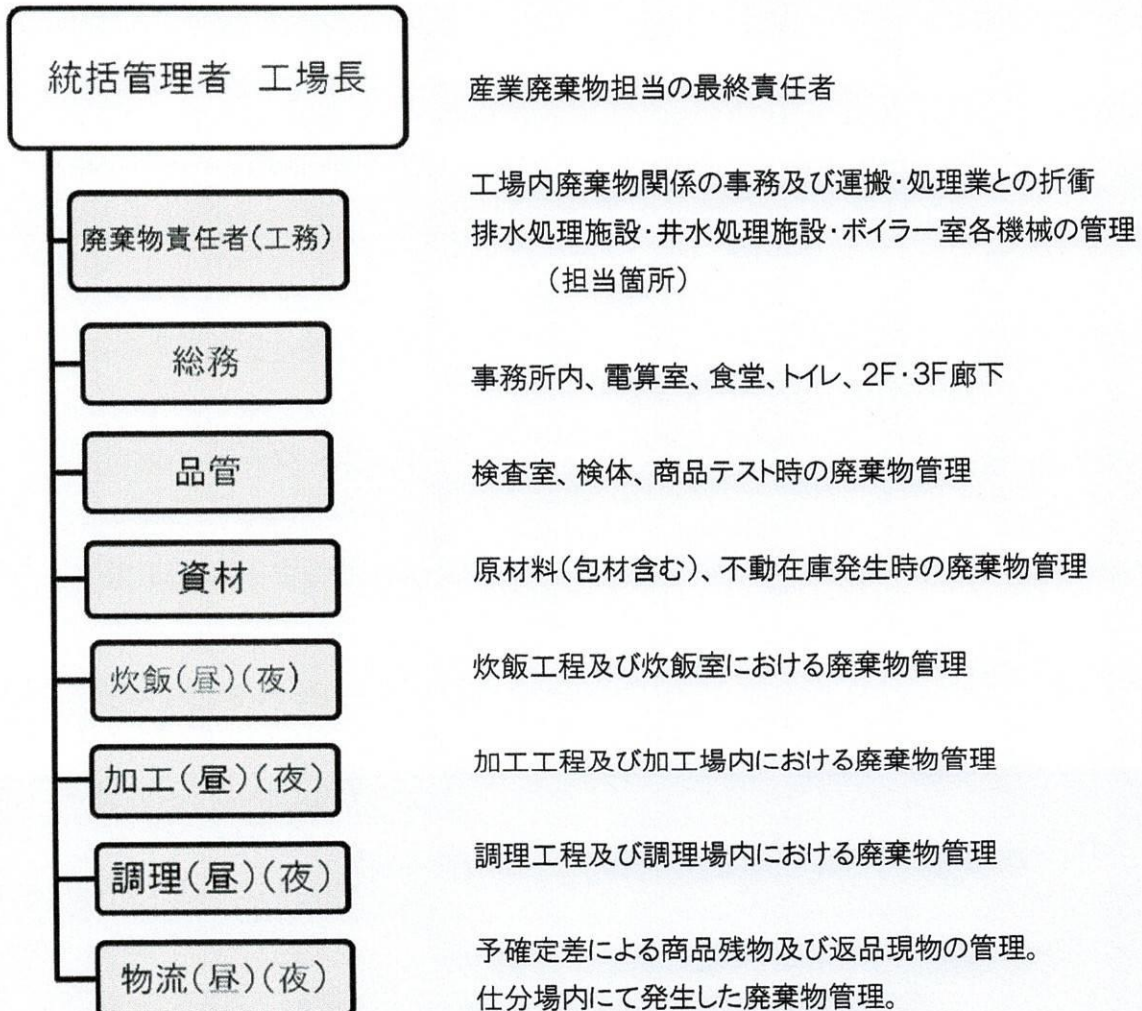 統括管理者 工場長
産業廃棄物担当の最終責任者
廃棄物責任者(工務)
工場内廃棄物関係の事務及び運搬・処理業との折衝
排水処理施設・井水処理施設・ボイラー室各機械の管理
(担当箇所)
総務
事務所内、電算室、食堂、トイレ、2F・3F廊下
品管
検査室、検体、商品テスト時の廃棄物管理
資材
原材料(包材含む)、不動在庫発生時の廃棄物管理
炊飯(昼)(夜)
炊飯工程及び炊飯室における廃棄物管理
加工(昼)(夜)
加工工程及び加工場内における廃棄物管理
調理(昼)(夜)
調理工程及び調理場内における廃棄物管理
物流(昼)(夜)
予確定差による商品残物及び返品現物の管理。
仕分場内にて発生した廃棄物管理。